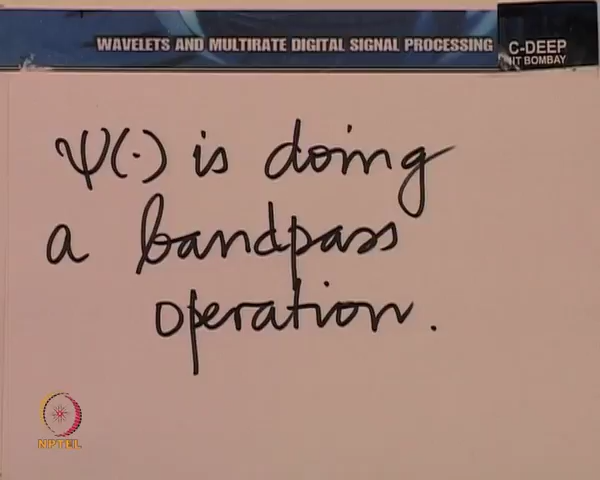 WAVELETS AND MULTIRATE DIGITAL SIGNAL PROCESSING
C-DEEP
IIT BOMBAY
ψ(·) is doing
a bandpass
operation.
NPTEL